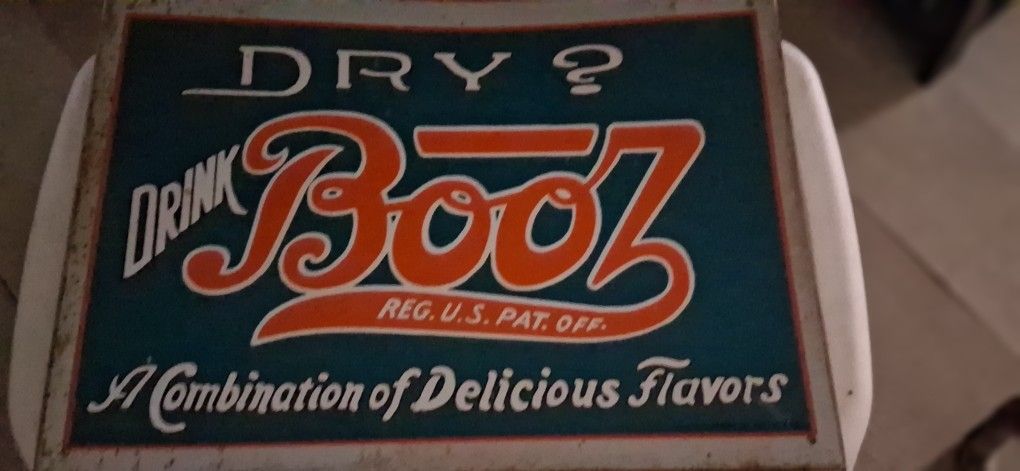 DRY?
DRINK
Booz
REG. U.S. PAT. OFF.
A Combination of Delicious Flavors